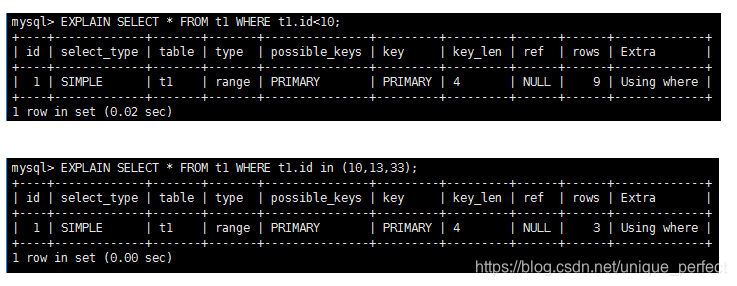 mysql> EXPLAIN SELECT * FROM t1 WHERE t1.id<10;
+----+-------------+-------+-------+---------------+---------+---------+------+------+-------------+
| id | select_type | table | type  | possible_keys | key     | key_len | ref  | rows | Extra       |
+----+-------------+-------+-------+---------------+---------+---------+------+------+-------------+
|  1 | SIMPLE      | t1    | range | PRIMARY       | PRIMARY | 4       | NULL |    9 | Using where |
+----+-------------+-------+-------+---------------+---------+---------+------+------+-------------+
1 row in set (0.02 sec)
mysql> EXPLAIN SELECT * FROM t1 WHERE t1.id in (10,13,33);
+----+-------------+-------+-------+---------------+---------+---------+------+------+-------------+
| id | select_type | table | type  | possible_keys | key     | key_len | ref  | rows | Extra       |
+----+-------------+-------+-------+---------------+---------+---------+------+------+-------------+
|  1 | SIMPLE      | t1    | range | PRIMARY       | PRIMARY | 4       | NULL |    3 | Using where |
+----+-------------+-------+-------+---------------+---------+---------+------+------+-------------+
1 row in set (0.00 sec)
https://blog.csdn.net/unique_perfect